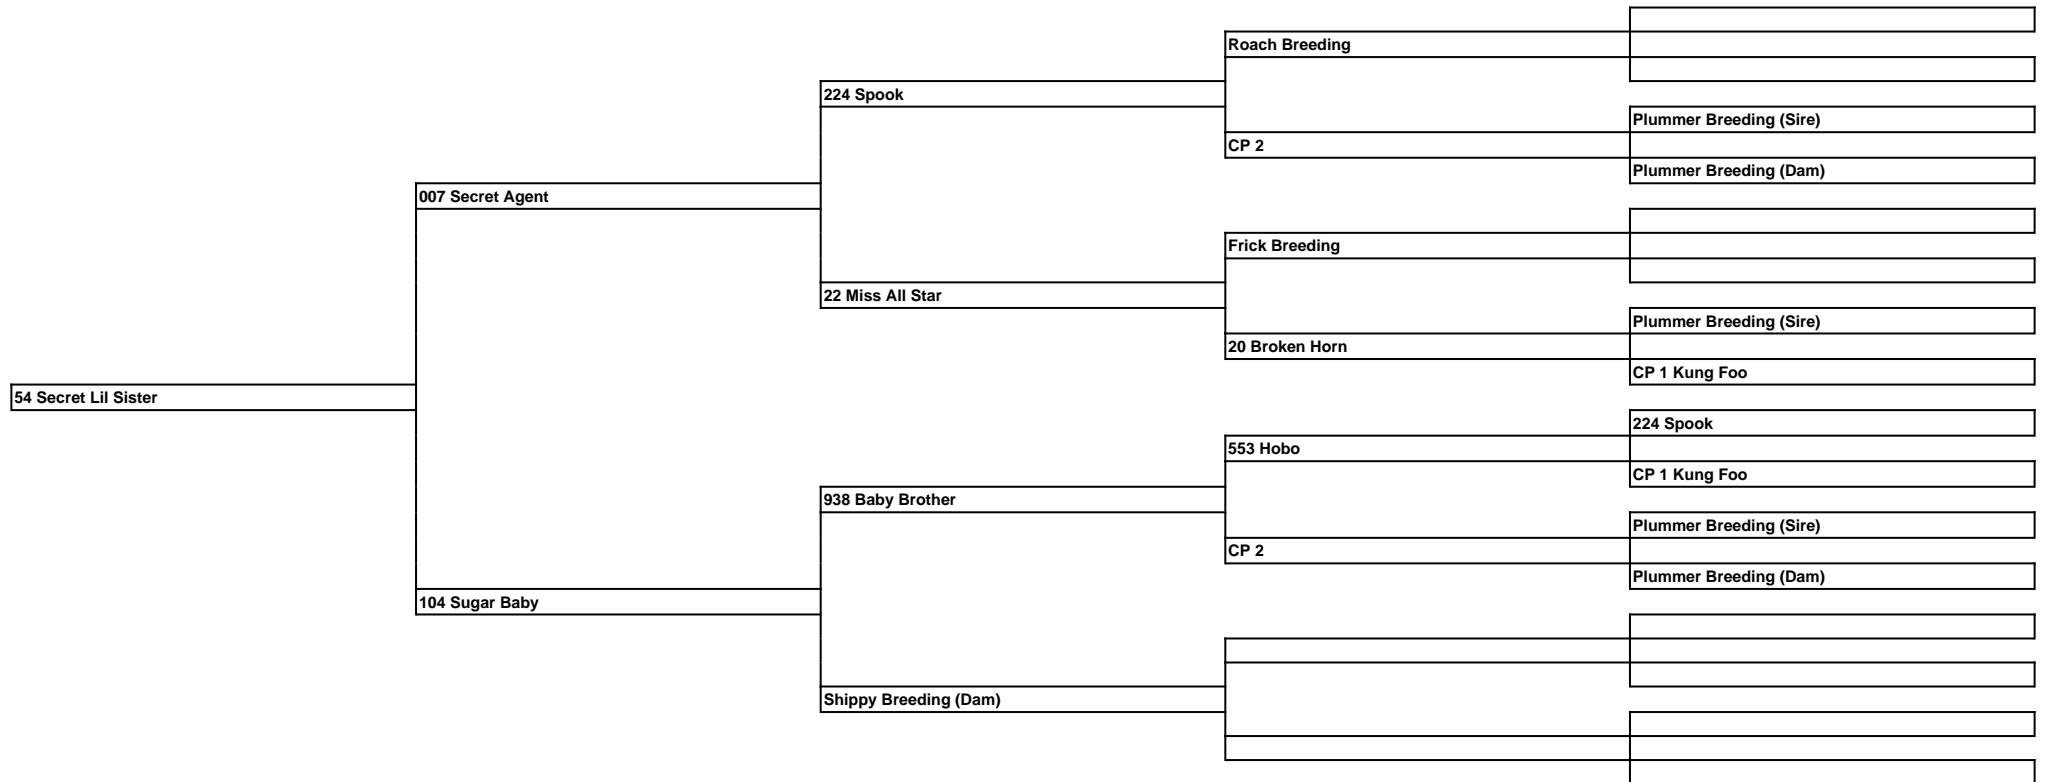 Roach Breeding
224 Spook
Plummer Breeding (Sire)
CP 2
Plummer Breeding (Dam)
007 Secret Agent
Frick Breeding
22 Miss All Star
Plummer Breeding (Sire)
20 Broken Horn
CP 1 Kung Foo
54 Secret Lil Sister
224 Spook
553 Hobo
CP 1 Kung Foo
938 Baby Brother
Plummer Breeding (Sire)
CP 2
Plummer Breeding (Dam)
104 Sugar Baby
Shippy Breeding (Dam)